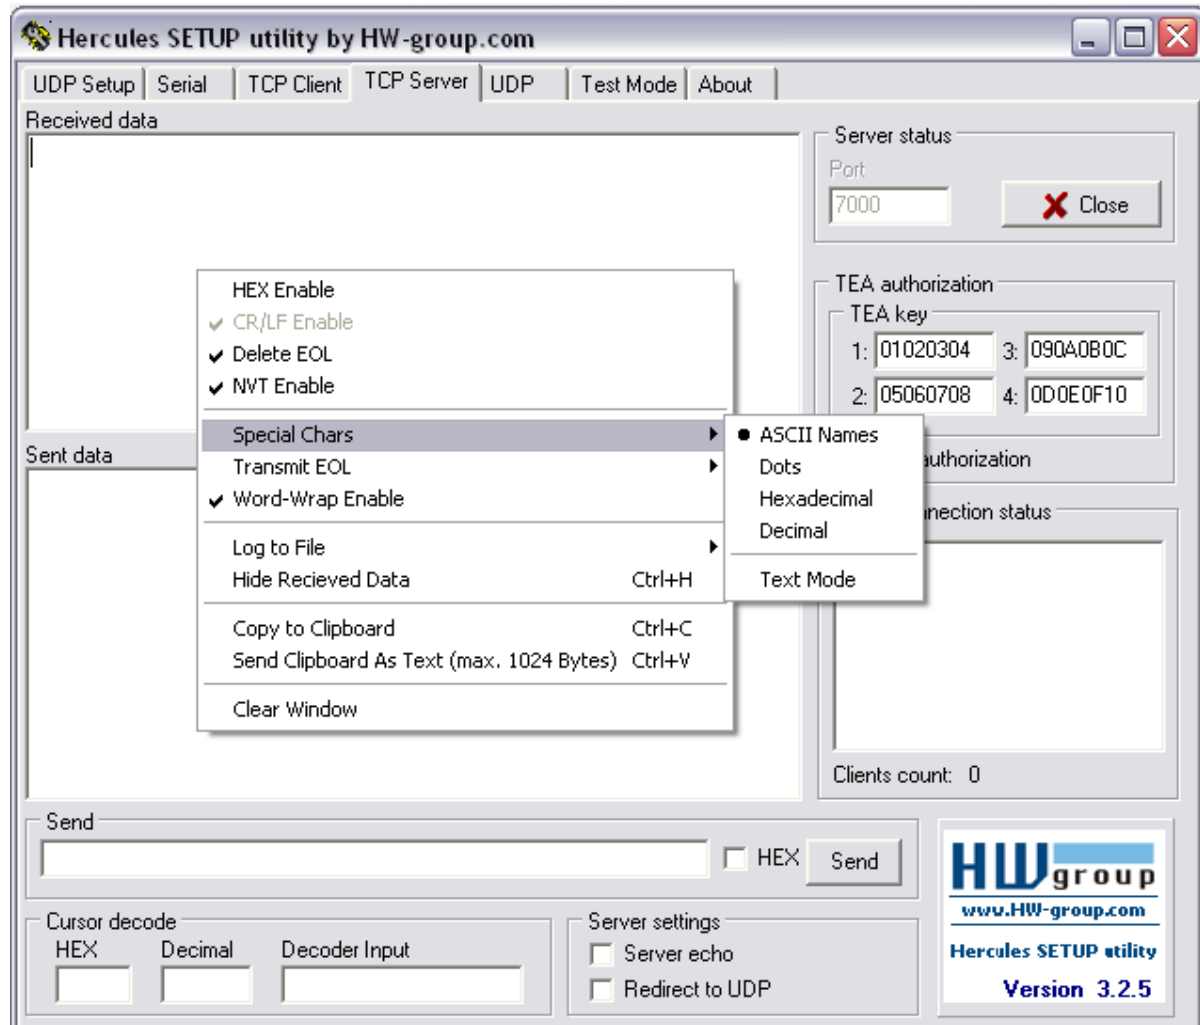 Hercules SETUP utility by HW-group.com
UDP Setup Serial TCP Client TCP Server UDP Test Mode About
Received data
Server status
Port
7000 Close
HEX Enable
CR/LF Enable
Delete EOL
NVT Enable
Special Chars
Transmit EOL
Word-Wrap Enable
Log to File
Hide Recieved Data Ctrl+H
Copy to Clipboard Ctrl+C
Send Clipboard As Text (max. 1024 Bytes) Ctrl+V
Clear Window
ASCII Names
Dots
Hexadecimal
Decimal
Text Mode
TEA authorization
TEA key
1: 01020304 3: 090A0B0C
2: 05060708 4: 0D0E0F10
authorization
Sent data
status
Clients count: 0
Send
HEX Send
Cursor decode
HEX Decimal Decoder Input
Server settings
Server echo
Redirect to UDP
HW group
www.HW-group.com
Hercules SETUP utility
Version 3.2.5